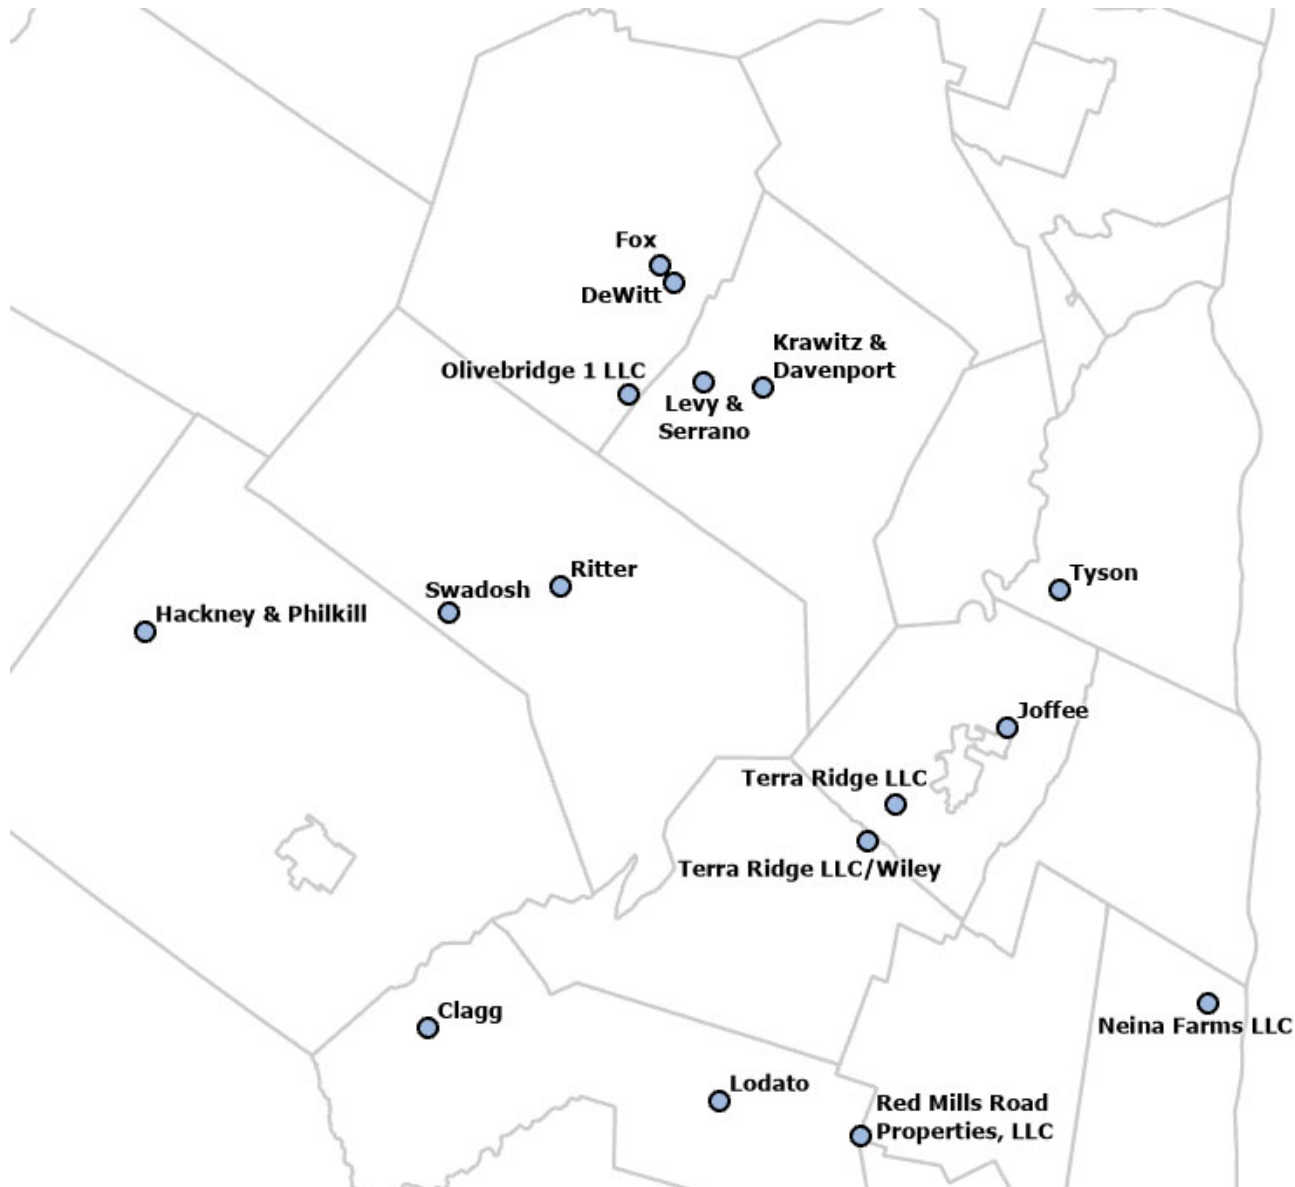 Fox
DeWitt
Krawitz &
Davenport
Olivebridge 1 LLC
Levy &
Serrano
Ritter
Tyson
Swadosh
Hackney & Philkill
Joffee
Terra Ridge LLC
Terra Ridge LLC/Wiley
Clagg
Neina Farms LLC
Lodato
Red Mills Road
Properties, LLC